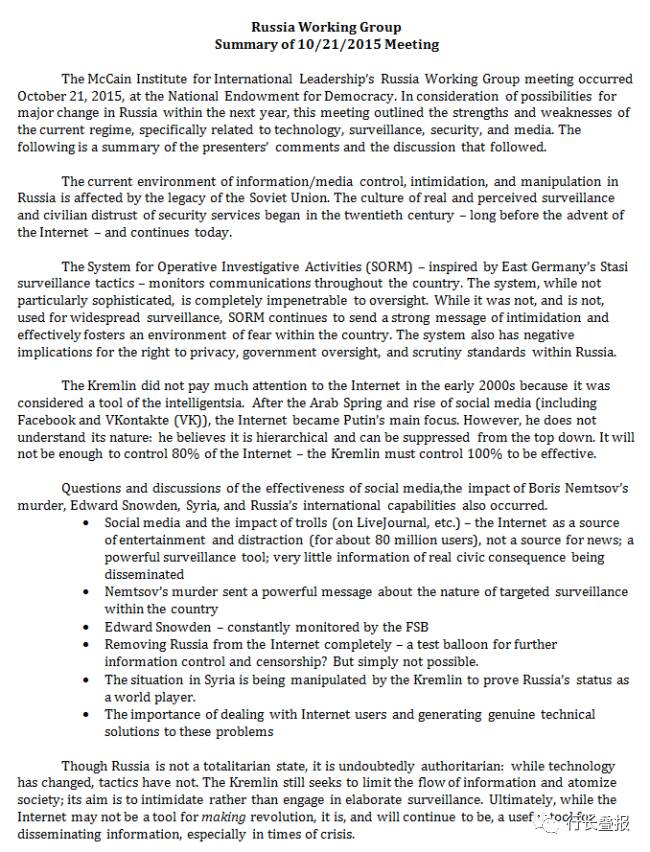 Russia Working Group
Summary of 10/21/2015 Meeting
The McCain Institute for International Leadership's Russia Working Group meeting occurred
October 21, 2015, at the National Endowment for Democracy. In consideration of possibilities for
major change in Russia within the next year, this meeting outlined the strengths and weaknesses of
the current regime, specifically related to technology, surveillance, security, and media. The
following is a summary of the presenters' comments and the discussion that followed.
The current environment of information/media control, intimidation, and manipulation in
Russia is affected by the legacy of the Soviet Union. The culture of real and perceived surveillance
and civilian distrust of security services began in the twentieth century – long before the advent of
the Internet – and continues today.
The System for Operative Investigative Activities (SORM) – inspired by East Germany's Stasi
surveillance tactics – monitors communications throughout the country. The system, while not
particularly sophisticated, is completely impenetrable to oversight. While it was not, and is not,
used for widespread surveillance, SORM continues to send a strong message of intimidation and
effectively fosters an environment of fear within the country. The system also has negative
implications for the right to privacy, government oversight, and scrutiny standards within Russia.
The Kremlin did not pay much attention to the Internet in the early 2000s because it was
considered a tool of the intelligentsia. After the Arab Spring and rise of social media (including
Facebook and VKontakte (VK)), the Internet became Putin's main focus. However, he does not
understand its nature: he believes it is hierarchical and can be suppressed from the top down. It will
not be enough to control 80% of the Internet – the Kremlin must control 100% to be effective.
Questions and discussions of the effectiveness of social media,the impact of Boris Nemtsov's
murder, Edward Snowden, Syria, and Russia's international capabilities also occurred.
• Social media and the impact of trolls (on LiveJournal, etc.) – the Internet as a source
of entertainment and distraction (for about 80 million users), not a source for news; a
powerful surveillance tool; very little information of real civic consequence being
disseminated
• Nemtsov's murder sent a powerful message about the nature of targeted surveillance
within the country
• Edward Snowden – constantly monitored by the FSB
• Removing Russia from the Internet completely – a test balloon for further
information control and censorship? But simply not possible.
• The situation in Syria is being manipulated by the Kremlin to prove Russia's status as
a world player.
• The importance of dealing with Internet users and generating genuine technical
solutions to these problems
Though Russia is not a totalitarian state, it is undoubtedly authoritarian: while technology
has changed, tactics have not. The Kremlin still seeks to limit the flow of information and atomize
society; its aim is to intimidate rather than engage in elaborate surveillance. Ultimately, while the
Internet may not be a tool for making revolution, it is, and will continue to be, a useful tool for
disseminating information, especially in times of crisis.
行长叠报